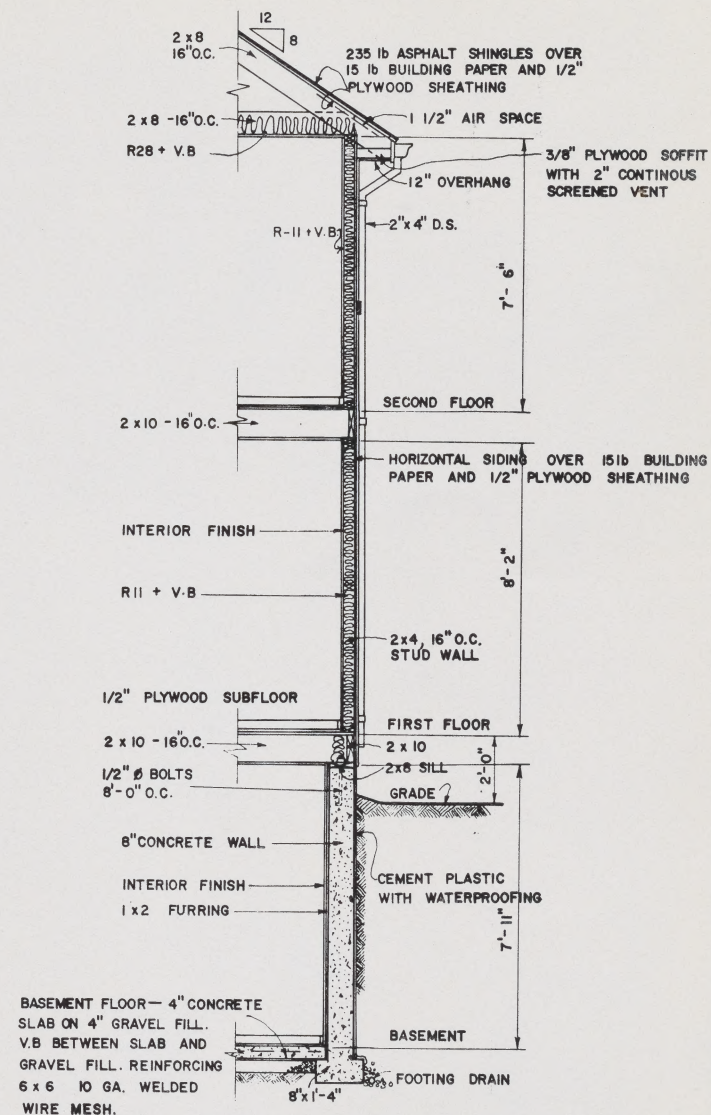 12
8
2 x 8
16" O.C.
235 lb ASPHALT SHINGLES OVER
15 lb BUILDING PAPER AND 1/2"
PLYWOOD SHEATHING
2 x 8 -16" O.C.
1 1/2" AIR SPACE
R28 + V.B
3/8" PLYWOOD SOFFIT
WITH 2" CONTINOUS
SCREENED VENT
12" OVERHANG
R-11 + V.B.
2"x 4" D.S.
7'- 6"
SECOND FLOOR
2 x 10 -16" O.C.
HORIZONTAL SIDING OVER 15lb BUILDING
PAPER AND 1/2" PLYWOOD SHEATHING
INTERIOR FINISH
8'- 2"
R11 + V.B
2x4, 16" O.C.
STUD WALL
1/2" PLYWOOD SUBFLOOR
FIRST FLOOR
2 x 10 -16" O.C.
2 x 10
2x8 SILL
2'-0"
1/2" ø BOLTS
8'-0" O.C.
GRADE
8" CONCRETE WALL
CEMENT PLASTIC
WITH WATERPROOFING
INTERIOR FINISH
1 x 2 FURRING
7'-11"
BASEMENT FLOOR— 4" CONCRETE
SLAB ON 4" GRAVEL FILL.
V.B BETWEEN SLAB AND
GRAVEL FILL. REINFORCING
6 x 6 10 GA. WELDED
WIRE MESH.
BASEMENT
FOOTING DRAIN
8"x 1'-4"